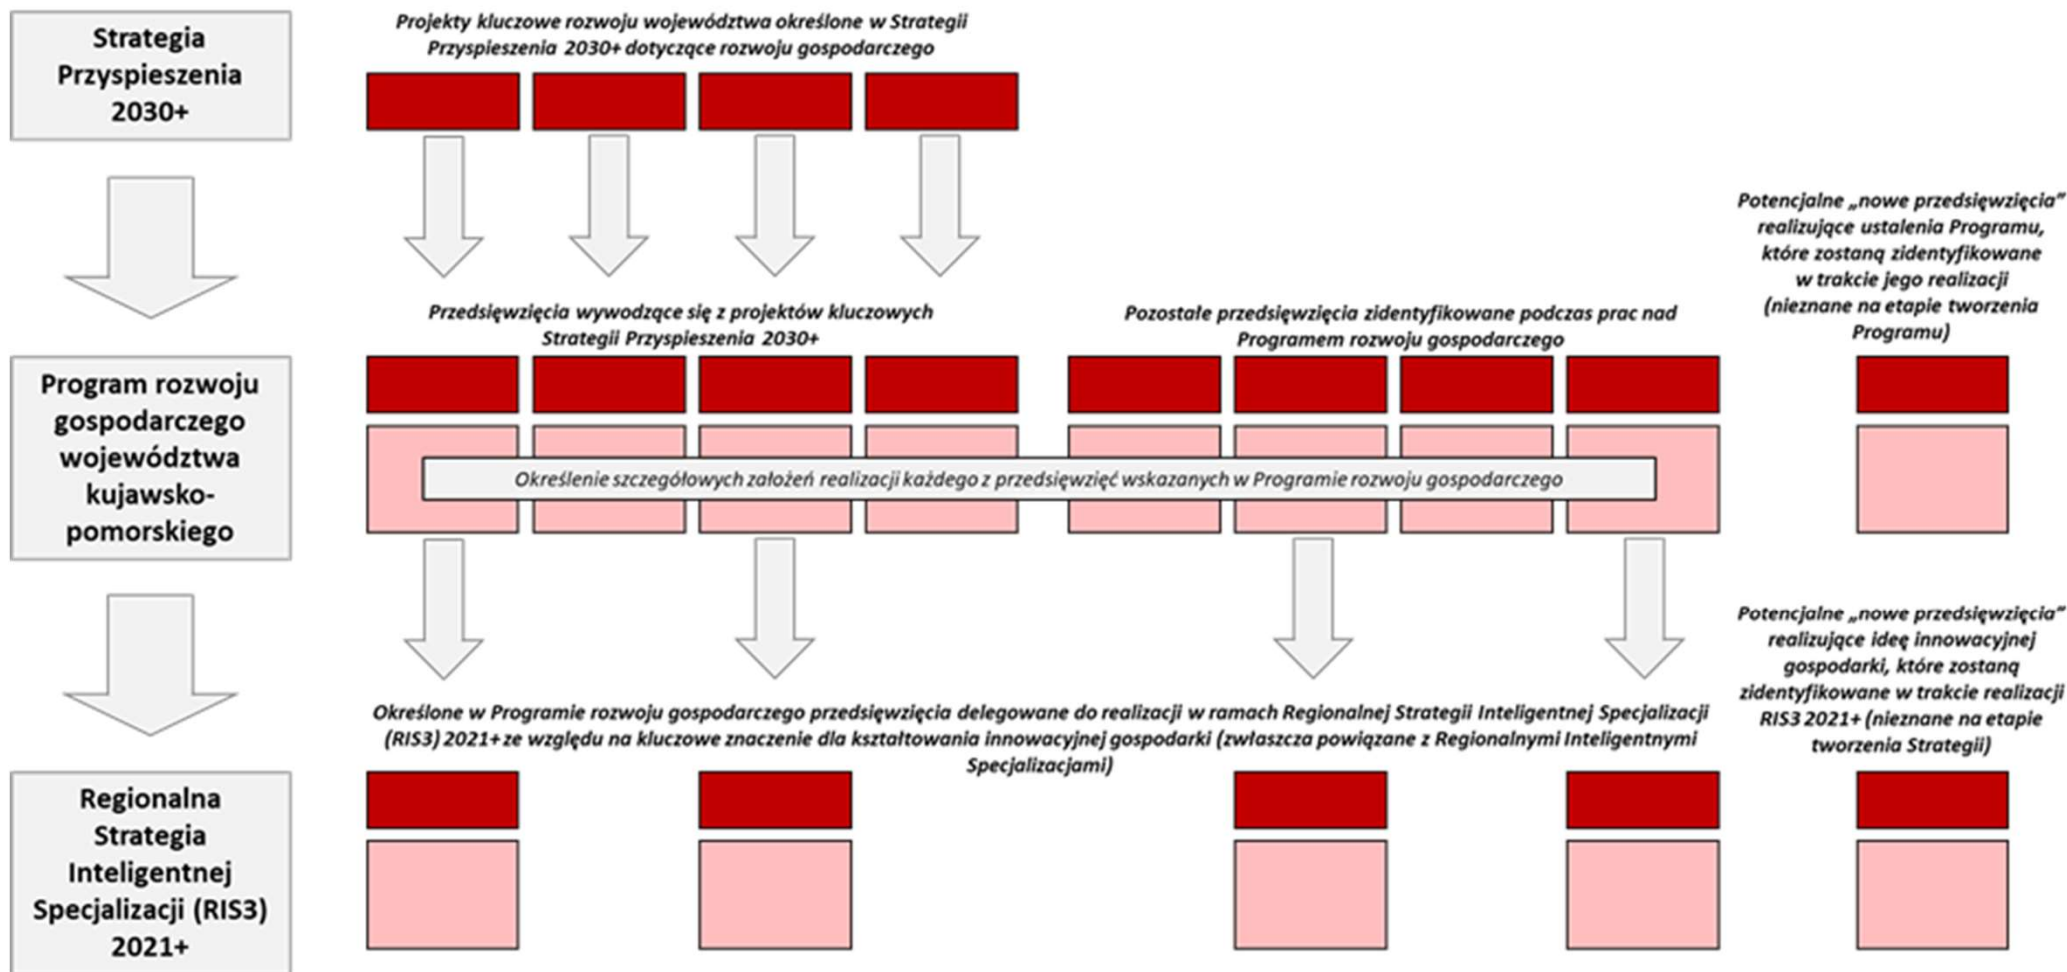 Strategia
Przyspieszenia
2030+
Projekty kluczowe rozwoju województwa określone w Strategii
Przyspieszenia 2030+ dotyczące rozwoju gospodarczego
Potencjalne „nowe przedsięwzięcia”
realizujące ustalenia Programu,
które zostaną zidentyfikowane
w trakcie jego realizacji
(nieznane na etapie tworzenia
Programu)
Przedsięwzięcia wywodzące się z projektów kluczowych
Strategii Przyspieszenia 2030+
Pozostałe przedsięwzięcia zidentyfikowane podczas prac nad
Programem rozwoju gospodarczego
Program rozwoju
gospodarczego
województwa
kujawsko-
pomorskiego
Określenie szczegółowych założeń realizacji każdego z przedsięwzięć wskazanych w Programie rozwoju gospodarczego
Potencjalne „nowe przedsięwzięcia”
realizujące ideę innowacyjnej
gospodarki, które zostaną
zidentyfikowane w trakcie realizacji
RIS3 2021+ (nieznane na etapie
tworzenia Strategii)
Określone w Programie rozwoju gospodarczego przedsięwzięcia delegowane do realizacji w ramach Regionalnej Strategii Inteligentnej Specjalizacji
(RIS3) 2021+ ze względu na kluczowe znaczenie dla kształtowania innowacyjnej gospodarki (zwłaszcza powiązane z Regionalnymi Inteligentnymi
Specjalizacjami)
Regionalna
Strategia
Inteligentnej
Specjalizacji (RIS3)
2021+